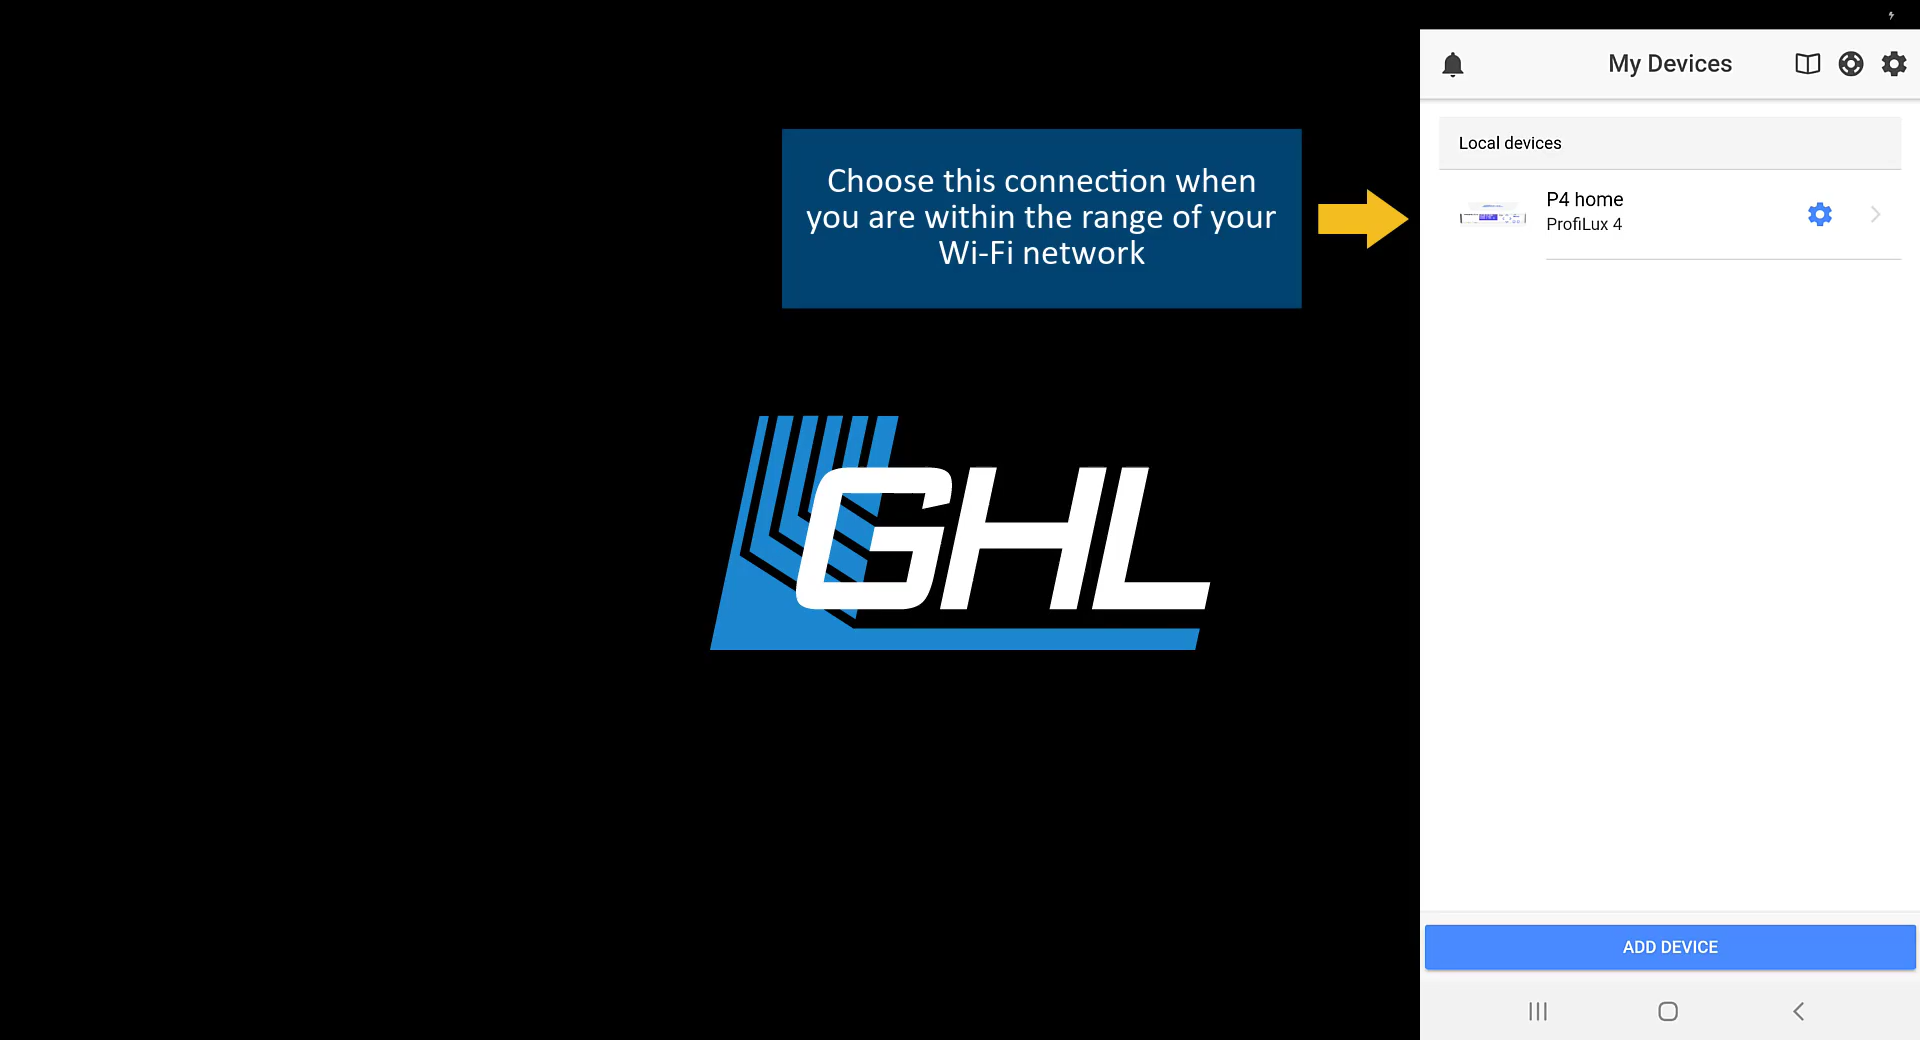 My Devices
Local devices
Choose this connection when
you are within the range of your
Wi-Fi network
P4 home
ProfiLux 4
GHL
ADD DEVICE